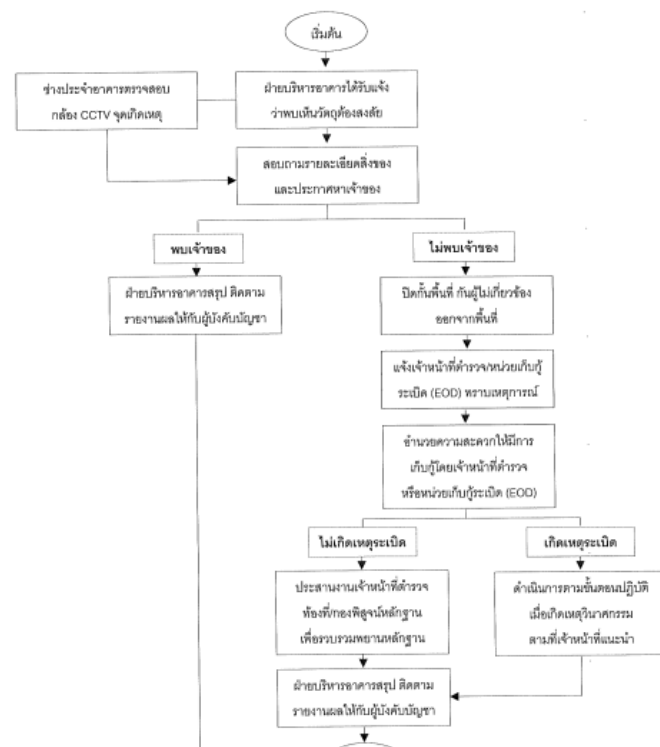 เริ่มต้น
ช่างประจำอาคารตรวจสอบ
กล้อง CCTV จุดเกิดเหตุ
ฝ่ายบริหารอาคารได้รับแจ้ง
ว่าพบเห็นวัตถุต้องสงสัย
สอบถามรายละเอียดสิ่งของ
และประกาศหาเจ้าของ
พบเจ้าของ
ไม่พบเจ้าของ
ฝ่ายบริหารอาคารสรุป ติดตาม
รายงานผลให้กับผู้บังคับบัญชา
ปิดกั้นพื้นที่ กันผู้ไม่เกี่ยวข้อง
ออกจากพื้นที่
แจ้งเจ้าหน้าที่ตำรวจ/หน่วยเก็บกู้
ระเบิด (EOD) ทราบเหตุการณ์
อำนวยความสะดวกให้มีการ
เก็บกู้โดยเจ้าหน้าที่ตำรวจ
หรือหน่วยเก็บกู้ระเบิด (EOD)
ไม่เกิดเหตุระเบิด
เกิดเหตุระเบิด
ประสานงานเจ้าหน้าที่ตำรวจ
ท้องที่/กองพิสูจน์หลักฐาน
เพื่อรวบรวมพยานหลักฐาน
ดำเนินการตามขั้นตอนปฏิบัติ
เมื่อเกิดเหตุวินาศกรรม
ตามที่เจ้าหน้าที่แนะนำ
ฝ่ายบริหารอาคารสรุป ติดตาม
รายงานผลให้กับผู้บังคับบัญชา